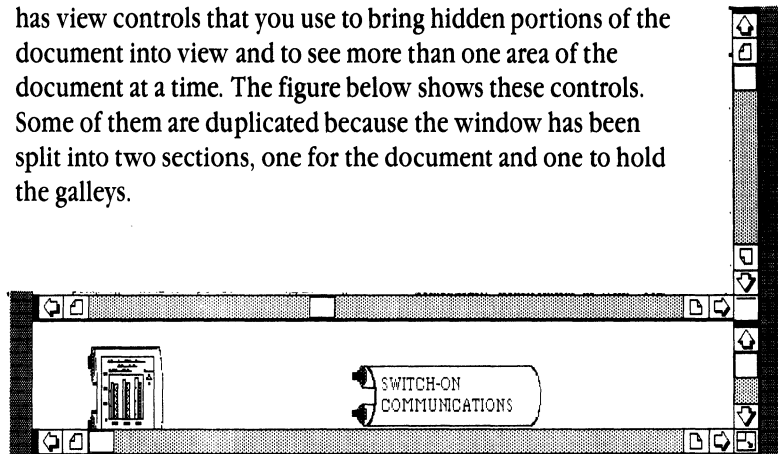 has view controls that you use to bring hidden portions of the
document into view and to see more than one area of the
document at a time. The figure below shows these controls.
Some of them are duplicated because the window has been
split into two sections, one for the document and one to hold
the galleys.
SWITCH-ON
COMMUNICATIONS